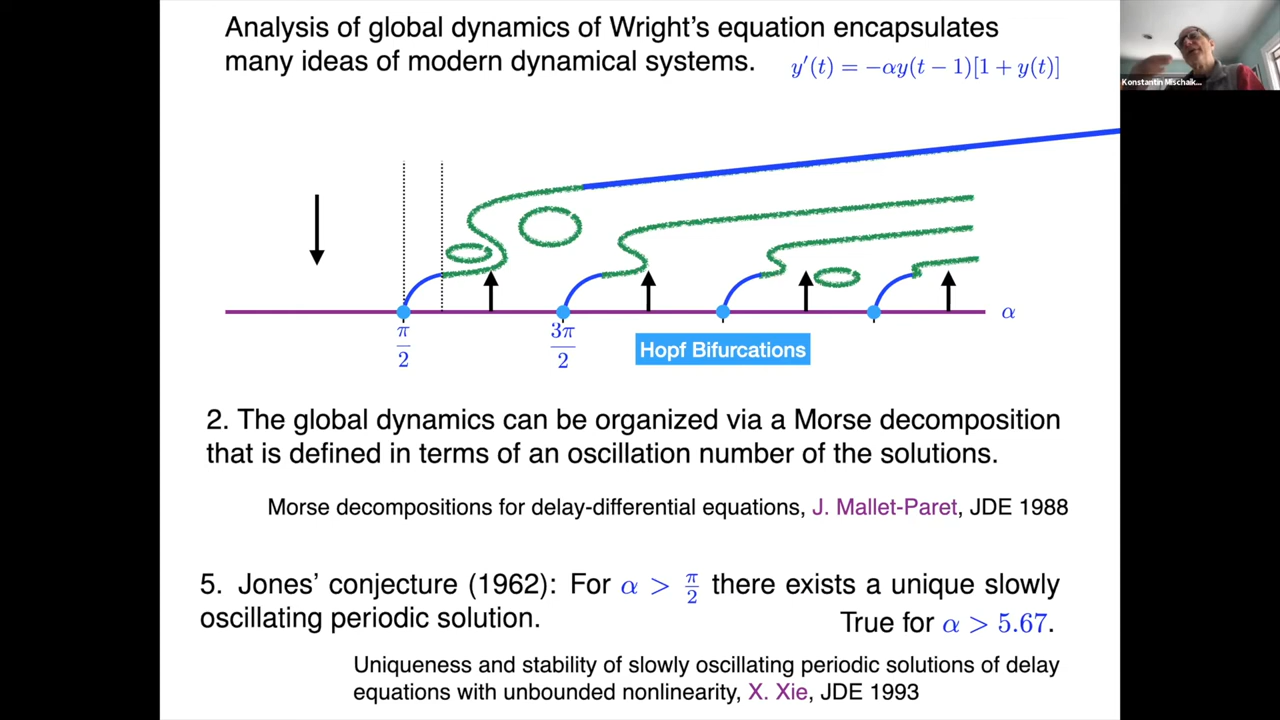 Analysis of global dynamics of Wright's equation encapsulates
many ideas of modern dynamical systems. y′(t) = −αy(t − 1)[1 + y(t)]
Konstantin Mischaik...
α
π/2
3π/2
Hopf Bifurcations
2. The global dynamics can be organized via a Morse decomposition
that is defined in terms of an oscillation number of the solutions.
Morse decompositions for delay-differential equations, J. Mallet-Paret, JDE 1988
5. Jones' conjecture (1962): For α > π/2 there exists a unique slowly
oscillating periodic solution. True for α > 5.67.
Uniqueness and stability of slowly oscillating periodic solutions of delay
equations with unbounded nonlinearity, X. Xie, JDE 1993